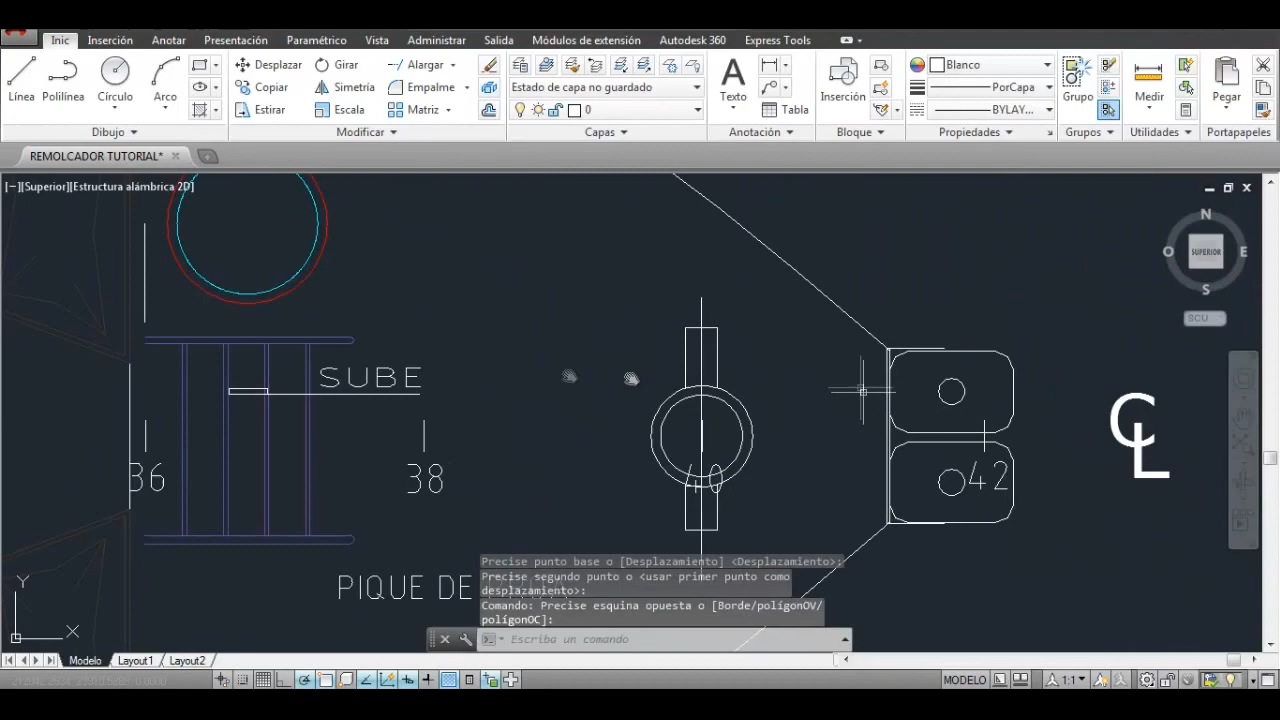 Inic Inserción Anotar Presentación Paramétrico Vista Administrar Salida Módulos de extensión Autodesk 360 Express Tools
Línea Polilínea Círculo Arco
Desplazar Girar Alargar
Copiar Simetría Empalme
Estirar Escala Matriz
Estado de capa no guardado
0
Texto
Tabla
Inserción
Blanco
PorCapa
BYLAY...
Grupo
Medir
Pegar
Dibujo Modificar Capas Anotación Bloque Propiedades Grupos Utilidades Portapapeles
REMOLCADOR TUTORIAL*
[–][Superior][Estructura alámbrica 2D]
N
O SUPERIOR E
S
SCU
SUBE
CL
36 38 40 42
PIQUE DE
Precise punto base o [Desplazamiento] <Desplazamiento>:
Precise segundo punto o <usar primer punto como
desplazamiento>:
Comando: Precise esquina opuesta o [Borde/polígonOV/
polígonOC]:
Escriba un comando
Y
X
Modelo Layout1 Layout2
MODELO 1:1